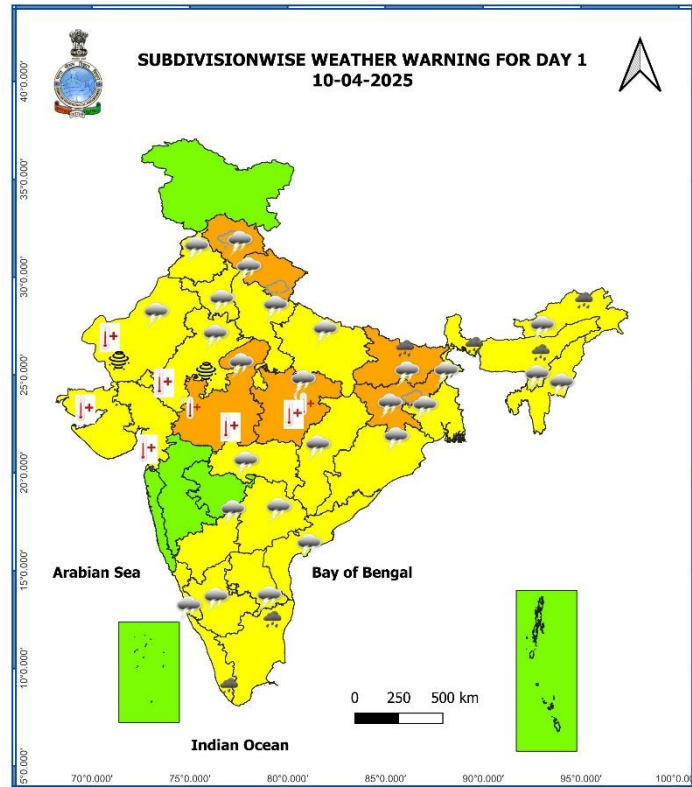 SUBDIVISIONWISE WEATHER WARNING FOR DAY 1
10-04-2025
40°0.000'
35°0.000'
30°0.000'
25°0.000'
20°0.000'
15°0.000'
10°0.000'
5°0.000'
Arabian Sea
Bay of Bengal
0 250 500 km
Indian Ocean
70°0.000' 75°0.000' 80°0.000' 85°0.000' 90°0.000' 95°0.000' 100°0.0